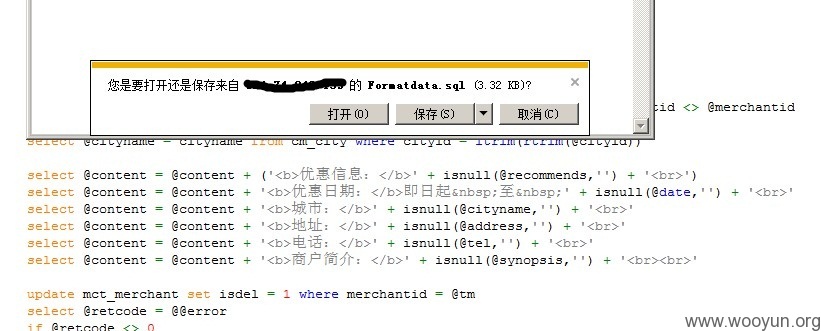 您是要打开还是保存来自 的 Formatdata.sql (3.32 KB)?
×
打开(O) 保存(S) 取消(C)
tid <> @merchantid
select @cityname = cityname from cm_city where cityid = ltrim(rtrim(@cityid))
select @content = @content + ('<b>优惠信息：</b>' + isnull(@recommends,'') + '<br>')
select @content = @content + '<b>优惠日期：</b>即日起&nbsp;至&nbsp;' + isnull(@date,'') + '<br>'
select @content = @content + '<b>城市：</b>' + isnull(@cityname,'') + '<br>'
select @content = @content + '<b>地址：</b>' + isnull(@address,'') + '<br>'
select @content = @content + '<b>电话：</b>' + isnull(@tel,'') + '<br>'
select @content = @content + '<b>商户简介：</b>' + isnull(@synopsis,'') + '<br><br>'
update mct_merchant set isdel = 1 where merchantid = @tm
select @retcode = @@error
if @retcode <> 0
www.wooyun.org